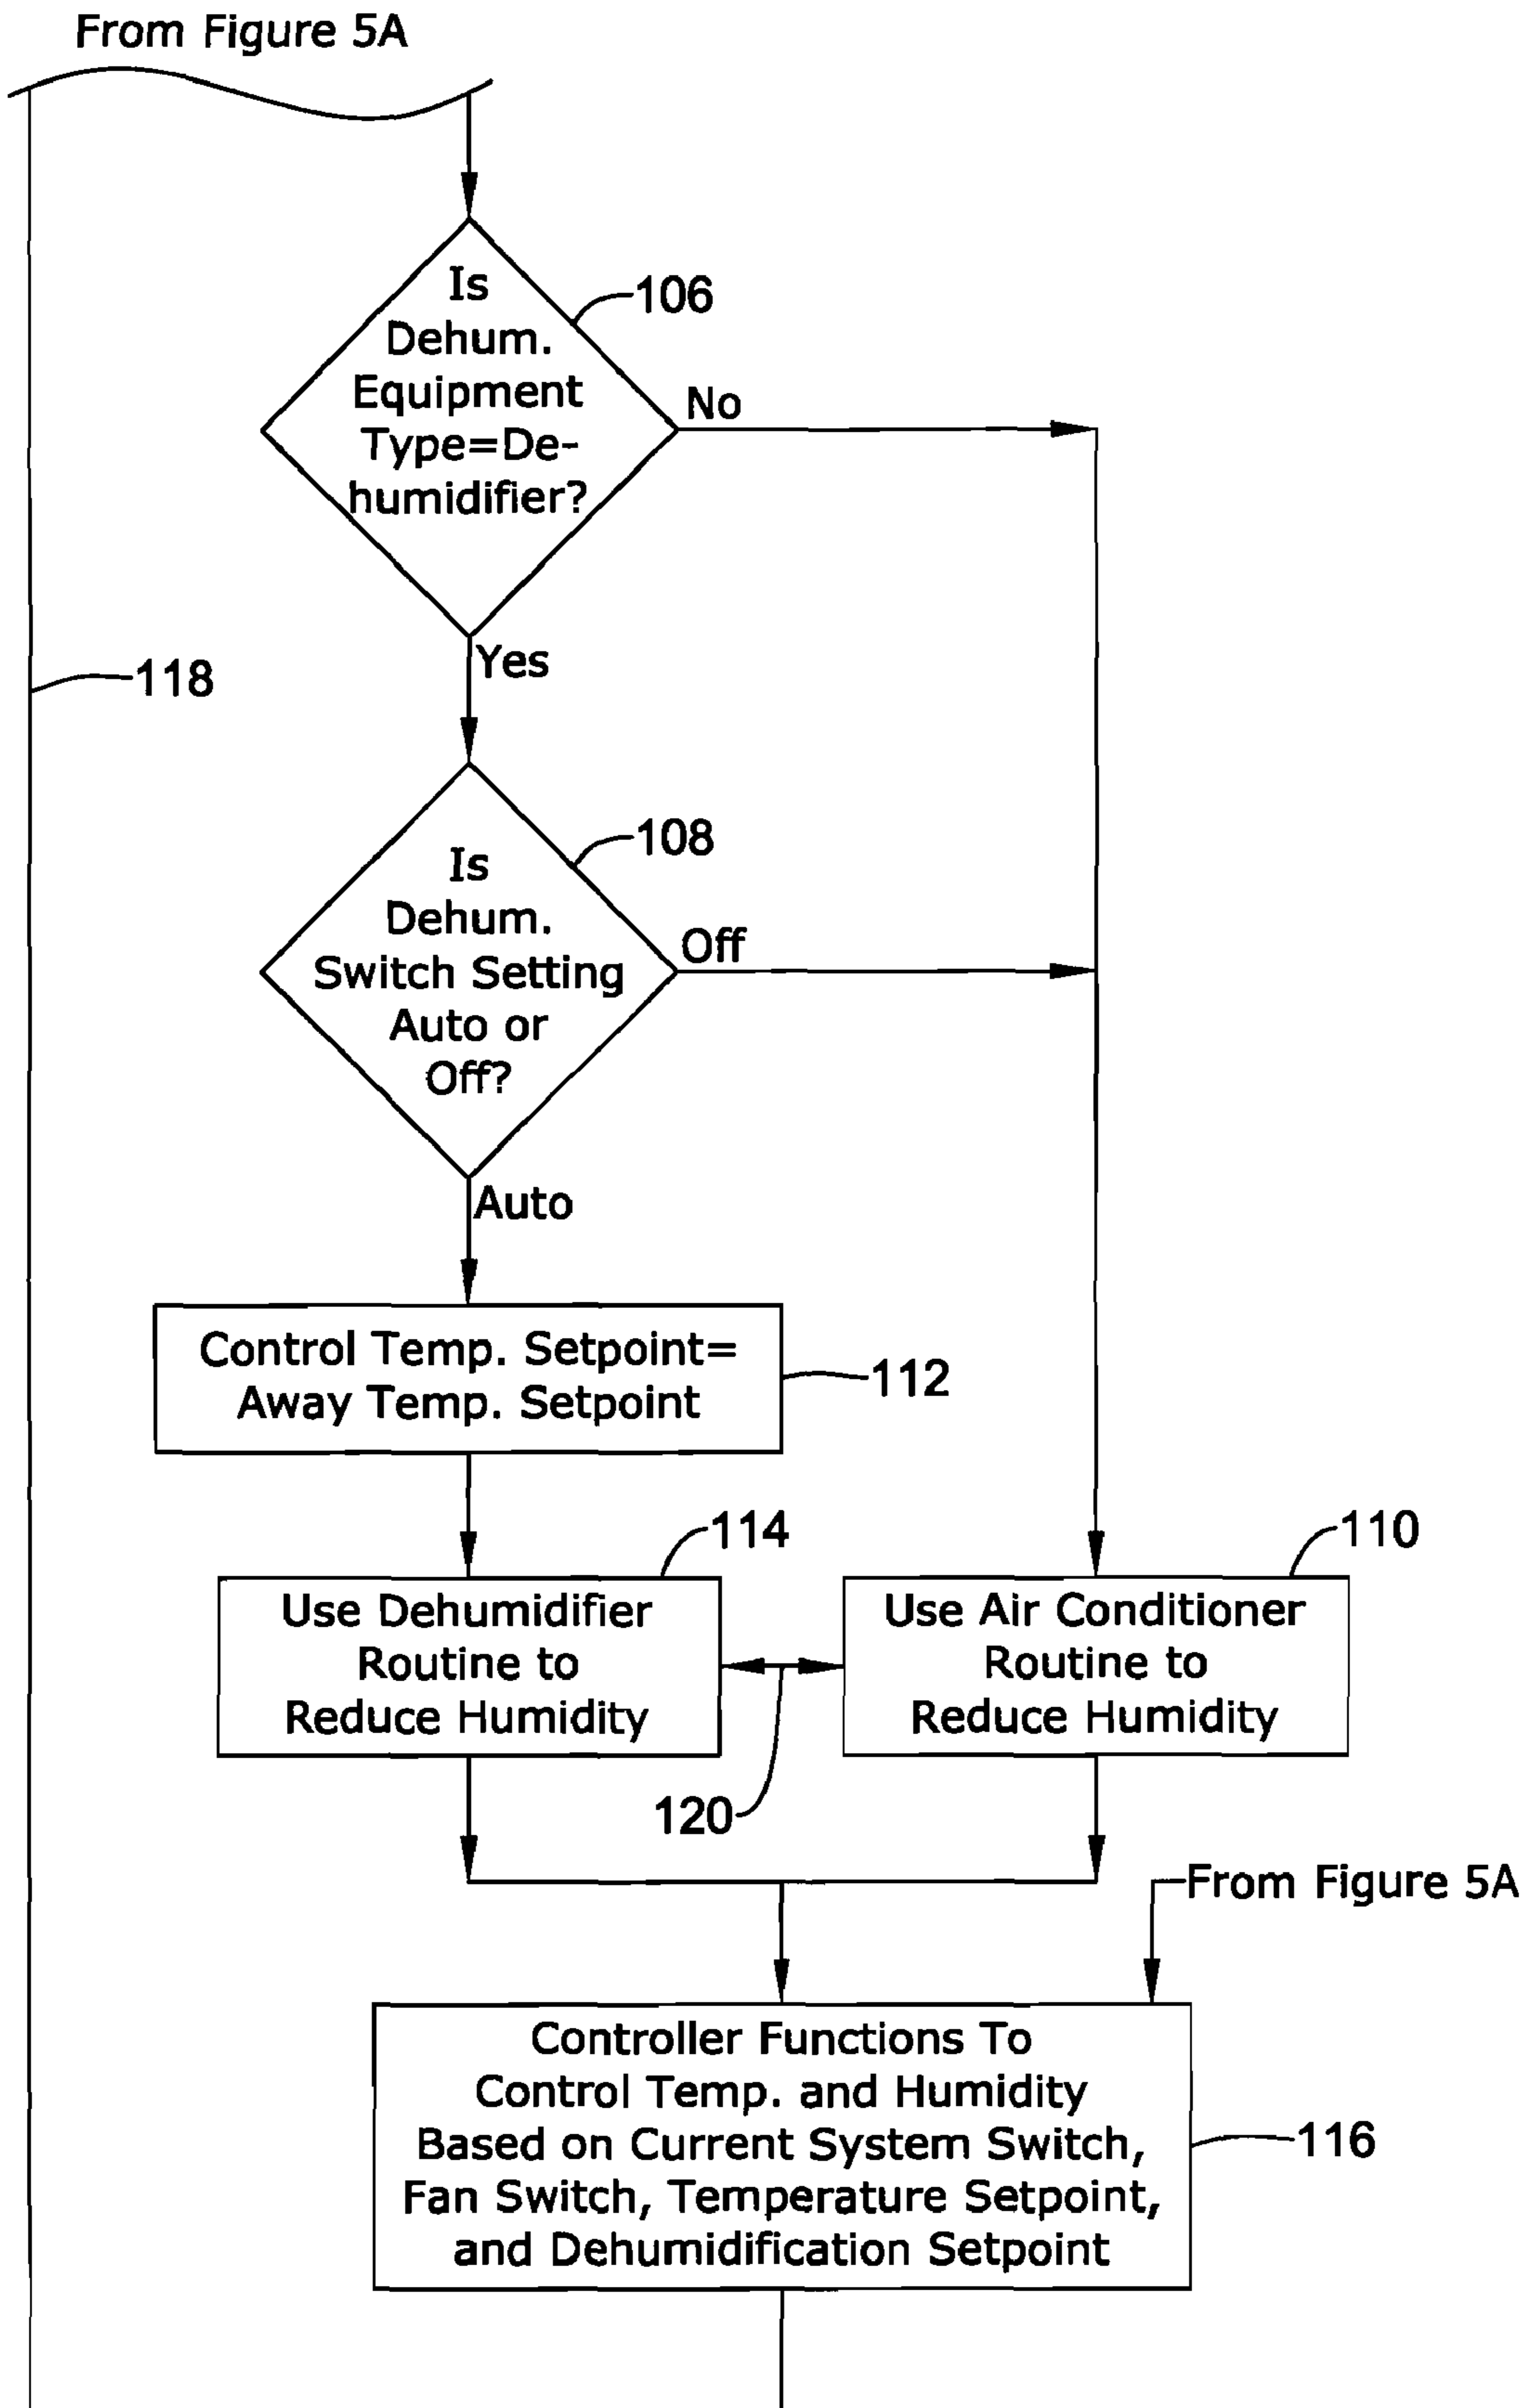 From Figure 5A
Is
Dehum.
Equipment
Type=De-
humidifier?
106
No
Yes
118
Is
Dehum.
Switch Setting
Auto or
Off?
108
Off
Auto
Control Temp. Setpoint=
Away Temp. Setpoint
112
114
Use Dehumidifier
Routine to
Reduce Humidity
110
Use Air Conditioner
Routine to
Reduce Humidity
120
From Figure 5A
Controller Functions To
Control Temp. and Humidity
Based on Current System Switch,
Fan Switch, Temperature Setpoint,
and Dehumidification Setpoint
116